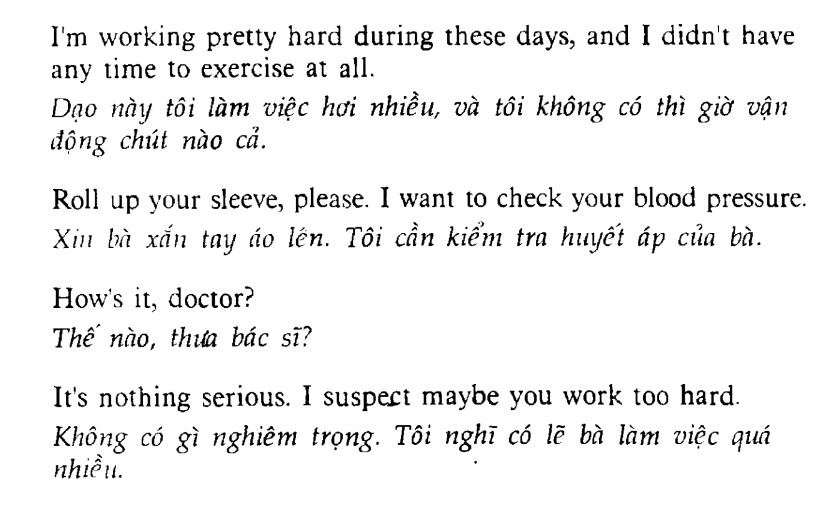 I'm working pretty hard during these days, and I didn't have
any time to exercise at all.
Dạo này tôi làm việc hơi nhiều, và tôi không có thì giờ vận
động chút nào cả.
Roll up your sleeve, please. I want to check your blood pressure.
Xin bà xắn tay áo lên. Tôi cần kiểm tra huyết áp của bà.
How's it, doctor?
Thế nào, thưa bác sĩ?
It's nothing serious. I suspect maybe you work too hard.
Không có gì nghiêm trọng. Tôi nghĩ có lẽ bà làm việc quá
nhiều.